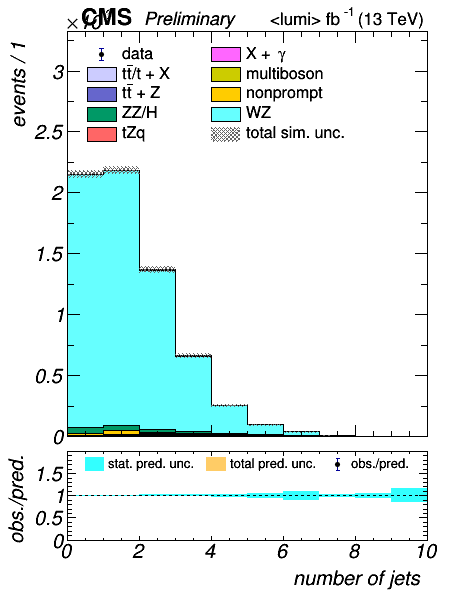 CMS Preliminary <lumi> fb⁻¹ (13 TeV)
events / 1
data
tt̄/t + X
tt̄ + Z
ZZ/H
tZq
X + γ
multiboson
nonprompt
WZ
total sim. unc.
3
2.5
2
1.5
1
0.5
0
obs./pred.
stat. pred. unc. total pred. unc. obs./pred.
1.5
1
0.5
0
0 2 4 6 8 10
number of jets